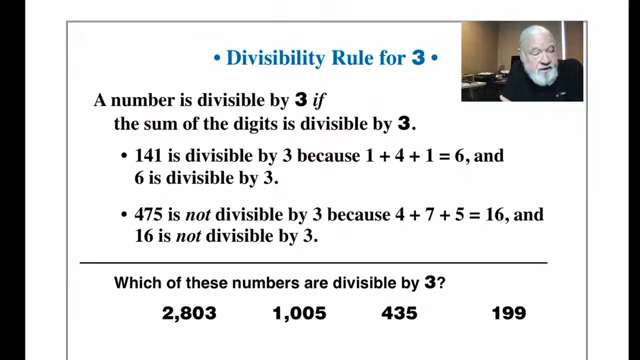 • Divisibility Rule for 3 •
A number is divisible by 3 if
the sum of the digits is divisible by 3.
• 141 is divisible by 3 because 1 + 4 + 1 = 6, and
6 is divisible by 3.
• 475 is not divisible by 3 because 4 + 7 + 5 = 16, and
16 is not divisible by 3.
Which of these numbers are divisible by 3?
2,803 1,005 435 199